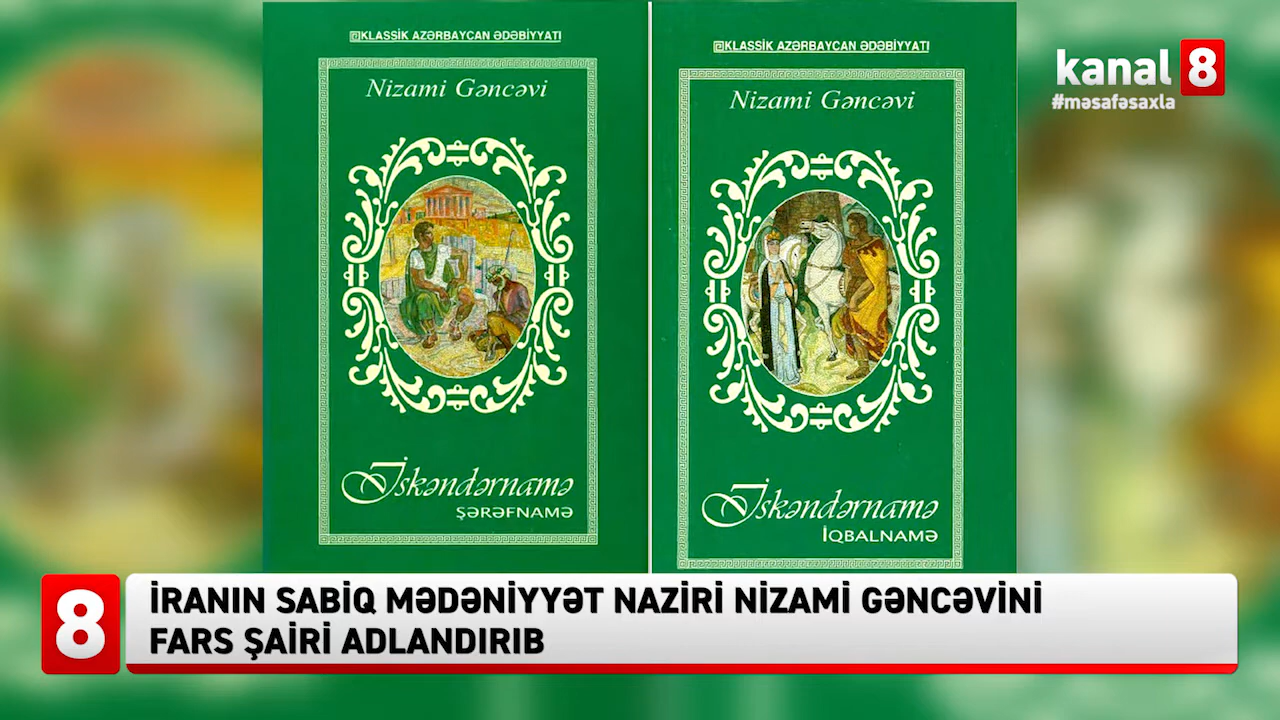 KLASSİK AZƏRBAYCAN ƏDƏBİYYATI
Nizami Gəncəvi
İskəndərnamə
ŞƏRƏFNAMƏ
KLASSİK AZƏRBAYCAN ƏDƏBİYYATI
Nizami Gəncəvi
İskəndərnamə
İQBALNAMƏ
kanal 8
#məsafəsaxla
8
İRANIN SABİQ MƏDƏNİYYƏT NAZİRİ NİZAMİ GƏNCƏVİNİ
FARS ŞAİRİ ADLANDIRIB